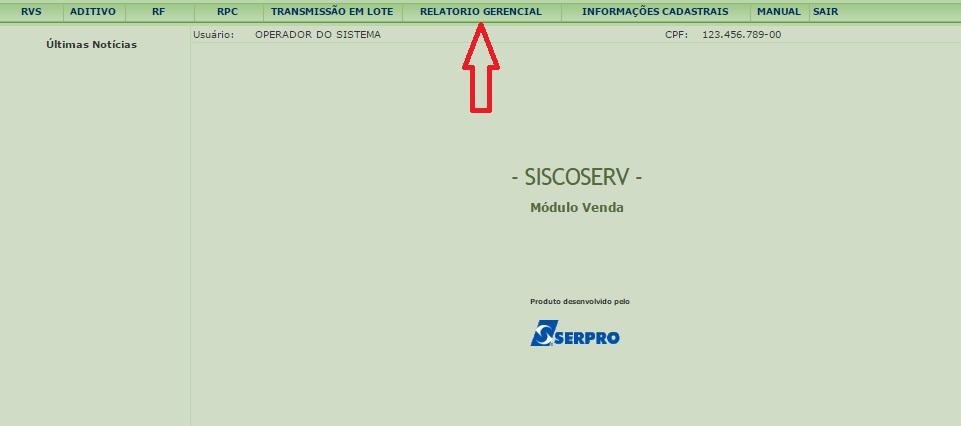 RVS ADITIVO RF RPC TRANSMISSÃO EM LOTE RELATORIO GERENCIAL INFORMAÇÕES CADASTRAIS MANUAL SAIR
Últimas Notícias
Usuário: OPERADOR DO SISTEMA CPF: 123.456.789-00
- SISCOSERV -
Módulo Venda
Produto desenvolvido pelo
SERPRO